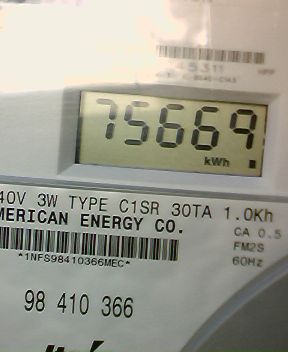 75669
kWh
40V 3W TYPE C1SR 30TA 1.0Kh
MERICAN ENERGY CO.
CA 0.5
FM2S
60Hz
*1NFS98410366MEC*
98 410 366